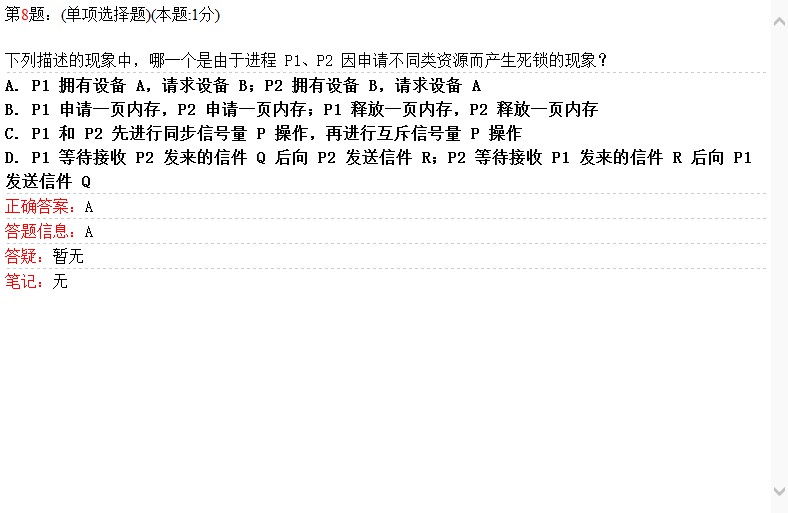 第8题：(单项选择题)(本题:1分)
下列描述的现象中，哪一个是由于进程 P1、P2 因申请不同类资源而产生死锁的现象？
A. P1 拥有设备 A，请求设备 B；P2 拥有设备 B，请求设备 A
B. P1 申请一页内存，P2 申请一页内存；P1 释放一页内存，P2 释放一页内存
C. P1 和 P2 先进行同步信号量 P 操作，再进行互斥信号量 P 操作
D. P1 等待接收 P2 发来的信件 Q 后向 P2 发送信件 R；P2 等待接收 P1 发来的信件 R 后向 P1
发送信件 Q
正确答案：A
答题信息：A
答疑：暂无
笔记：无